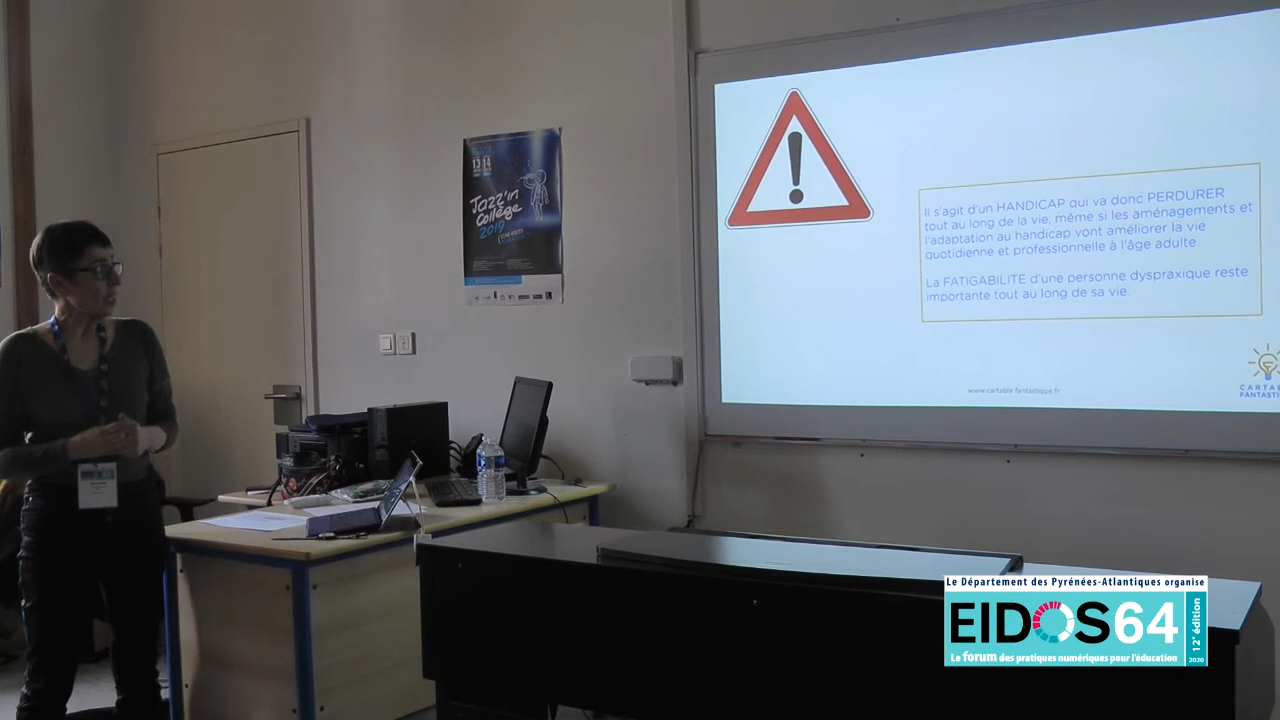 13 14
Jazz'in
Collège
2019
Il s'agit d'un HANDICAP qui va donc PERDURER
tout au long de la vie, même si les aménagements et
l'adaptation au handicap vont améliorer la vie
quotidienne et professionnelle à l'âge adulte.
La FATIGABILITE d'une personne dyspraxique reste
importante tout au long de sa vie.
www.cartable fantastique.fr
Le Département des Pyrénées-Atlantiques organise
EIDOS64
12e édition
2020
Le forum des pratiques numériques pour l'éducation